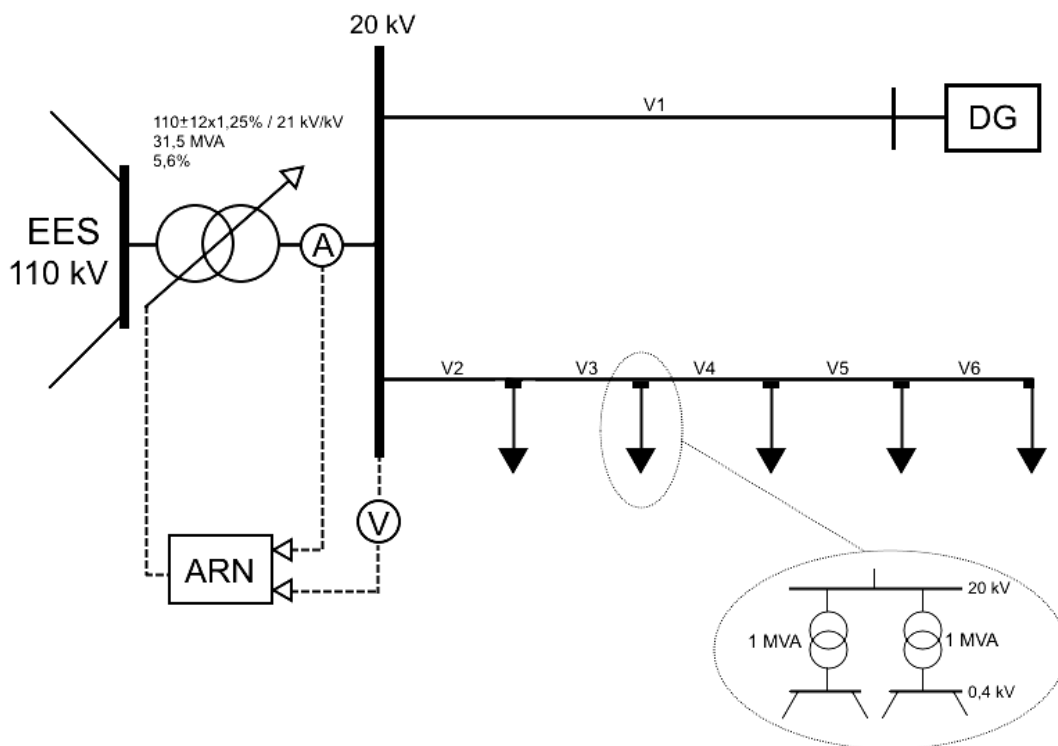 20 kV
110±12x1,25% / 21 kV/kV
31,5 MVA
5,6%
V1
DG
EES
110 kV
A
V2
V3
V4
V5
V6
V
ARN
20 kV
1 MVA
1 MVA
0,4 kV